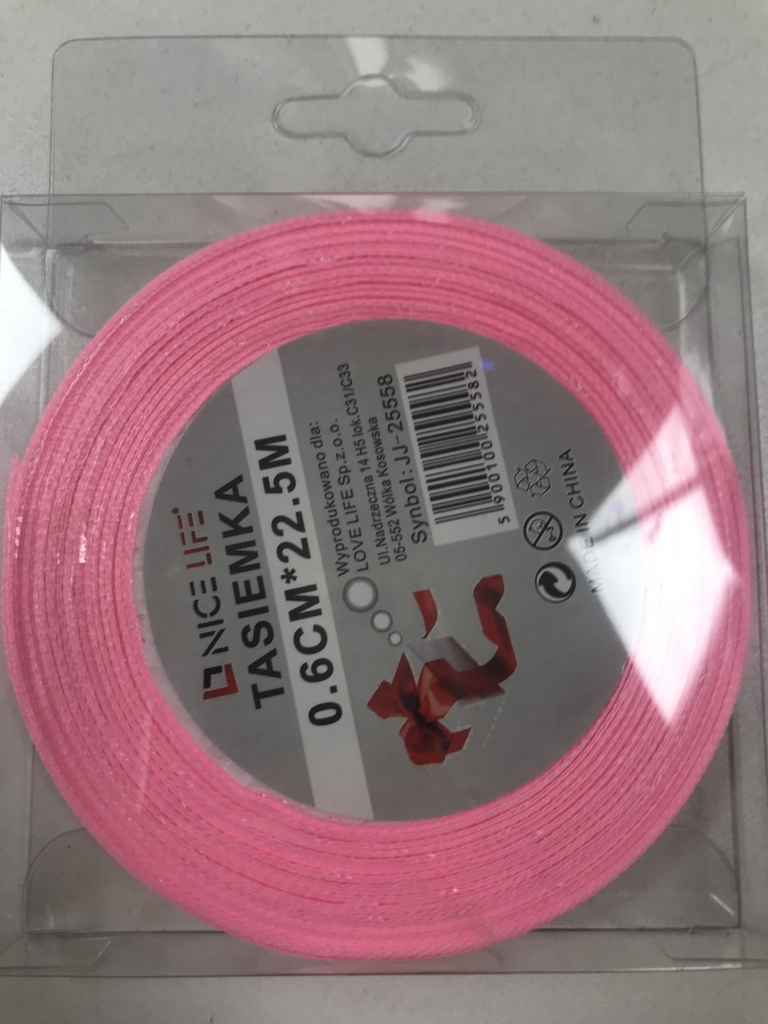 NICE LIFE®
TASIEMKA
0.6CM*22.5M
Wyprodukowano dla:
LOVE LIFE Sp.z.o.o.
Ul.Nadrzeczna 14 H5 lok.C31/C33
05-552 Wólka Kosowska
Synbol: JJ-25558
5 900100 255582
MADE IN CHINA